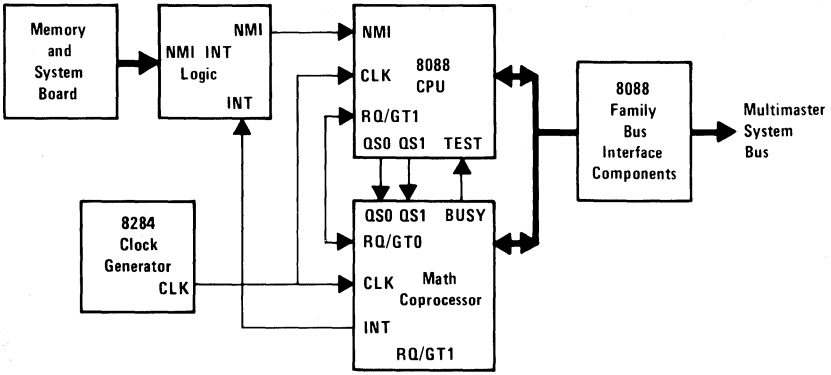 Memory
and
System
Board
NMI
NMI INT
Logic
INT
NMI
8088
CPU
CLK
RQ/GT1
QS0 QS1 TEST
8088
Family
Bus
Interface
Components
Multimaster
System
Bus
8284
Clock
Generator
CLK
QS0 QS1 BUSY
RQ/GT0
CLK
Math
Coprocessor
INT
RQ/GT1